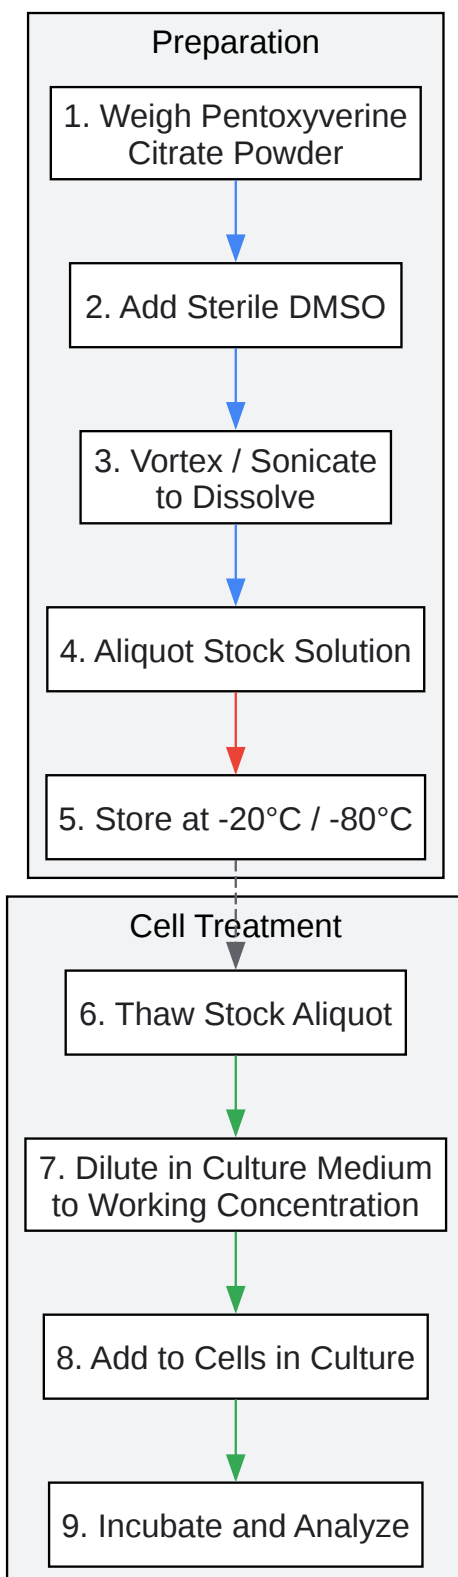 Preparation
1. Weigh Pentoxyverine
Citrate Powder
2. Add Sterile DMSO
3. Vortex / Sonicate
to Dissolve
4. Aliquot Stock Solution
5. Store at -20°C / -80°C
Cell Treatment
6. Thaw Stock Aliquot
7. Dilute in Culture Medium
to Working Concentration
8. Add to Cells in Culture
9. Incubate and Analyze